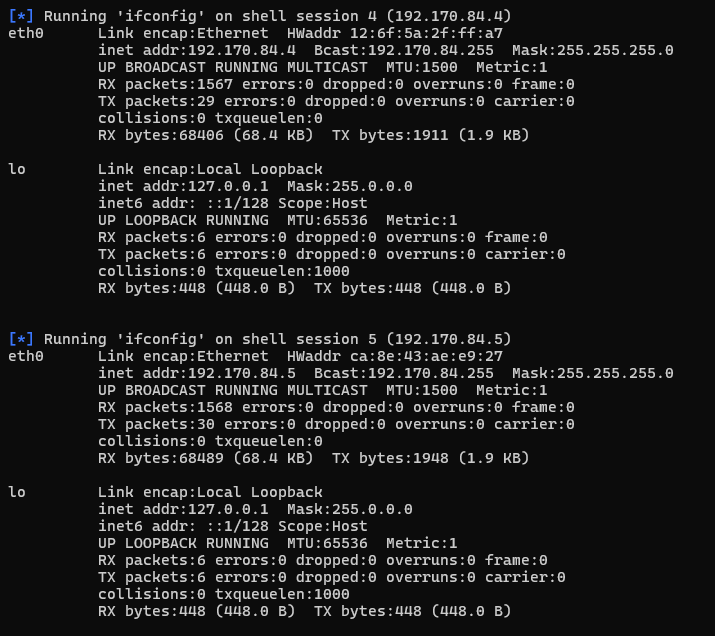 [*] Running 'ifconfig' on shell session 4 (192.170.84.4)
eth0      Link encap:Ethernet  HWaddr 12:6f:5a:2f:ff:a7
          inet addr:192.170.84.4  Bcast:192.170.84.255  Mask:255.255.255.0
          UP BROADCAST RUNNING MULTICAST  MTU:1500  Metric:1
          RX packets:1567 errors:0 dropped:0 overruns:0 frame:0
          TX packets:29 errors:0 dropped:0 overruns:0 carrier:0
          collisions:0 txqueuelen:0
          RX bytes:68406 (68.4 KB)  TX bytes:1911 (1.9 KB)

lo        Link encap:Local Loopback
          inet addr:127.0.0.1  Mask:255.0.0.0
          inet6 addr: ::1/128 Scope:Host
          UP LOOPBACK RUNNING  MTU:65536  Metric:1
          RX packets:6 errors:0 dropped:0 overruns:0 frame:0
          TX packets:6 errors:0 dropped:0 overruns:0 carrier:0
          collisions:0 txqueuelen:1000
          RX bytes:448 (448.0 B)  TX bytes:448 (448.0 B)

[*] Running 'ifconfig' on shell session 5 (192.170.84.5)
eth0      Link encap:Ethernet  HWaddr ca:8e:43:ae:e9:27
          inet addr:192.170.84.5  Bcast:192.170.84.255  Mask:255.255.255.0
          UP BROADCAST RUNNING MULTICAST  MTU:1500  Metric:1
          RX packets:1568 errors:0 dropped:0 overruns:0 frame:0
          TX packets:30 errors:0 dropped:0 overruns:0 carrier:0
          collisions:0 txqueuelen:0
          RX bytes:68489 (68.4 KB)  TX bytes:1948 (1.9 KB)

lo        Link encap:Local Loopback
          inet addr:127.0.0.1  Mask:255.0.0.0
          inet6 addr: ::1/128 Scope:Host
          UP LOOPBACK RUNNING  MTU:65536  Metric:1
          RX packets:6 errors:0 dropped:0 overruns:0 frame:0
          TX packets:6 errors:0 dropped:0 overruns:0 carrier:0
          collisions:0 txqueuelen:1000
          RX bytes:448 (448.0 B)  TX bytes:448 (448.0 B)